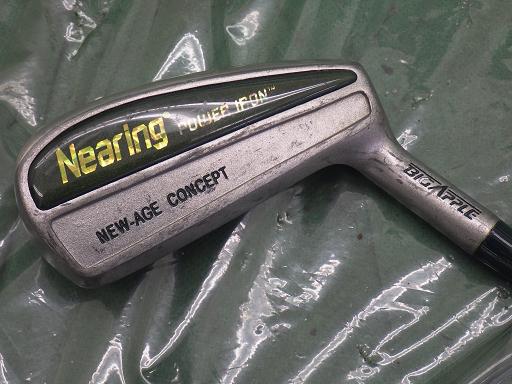 Nearing POWER IRON™
NEW-AGE CONCEPT
BIG APPLE